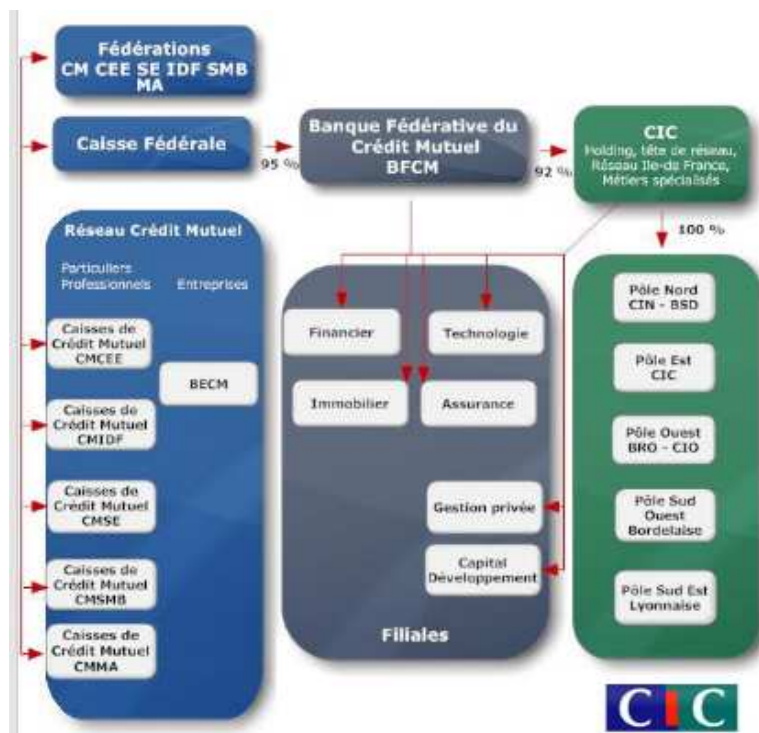 Fédérations
CM CEE SE IDF SMB
MA
Caisse Fédérale
95 %
Banque Fédérative du
Crédit Mutuel
BFCM
92 %
CIC
Holding, tête de réseau,
Réseau Ile-de France,
Métiers spécialisés
100 %
Réseau Crédit Mutuel
Particuliers
Professionnels
Entreprises
Caisses de
Crédit Mutuel
CMCEE
BECM
Caisses de
Crédit Mutuel
CMIDF
Caisses de
Crédit Mutuel
CMSE
Caisses de
Crédit Mutuel
CMSMB
Caisses de
Crédit Mutuel
CMMA
Financier
Technologie
Immobilier
Assurance
Gestion privée
Capital
Développement
Filiales
Pôle Nord
CIN - BSD
Pôle Est
CIC
Pôle Ouest
BRO - CIO
Pôle Sud
Ouest
Bordelaise
Pôle Sud Est
Lyonnaise
CIC